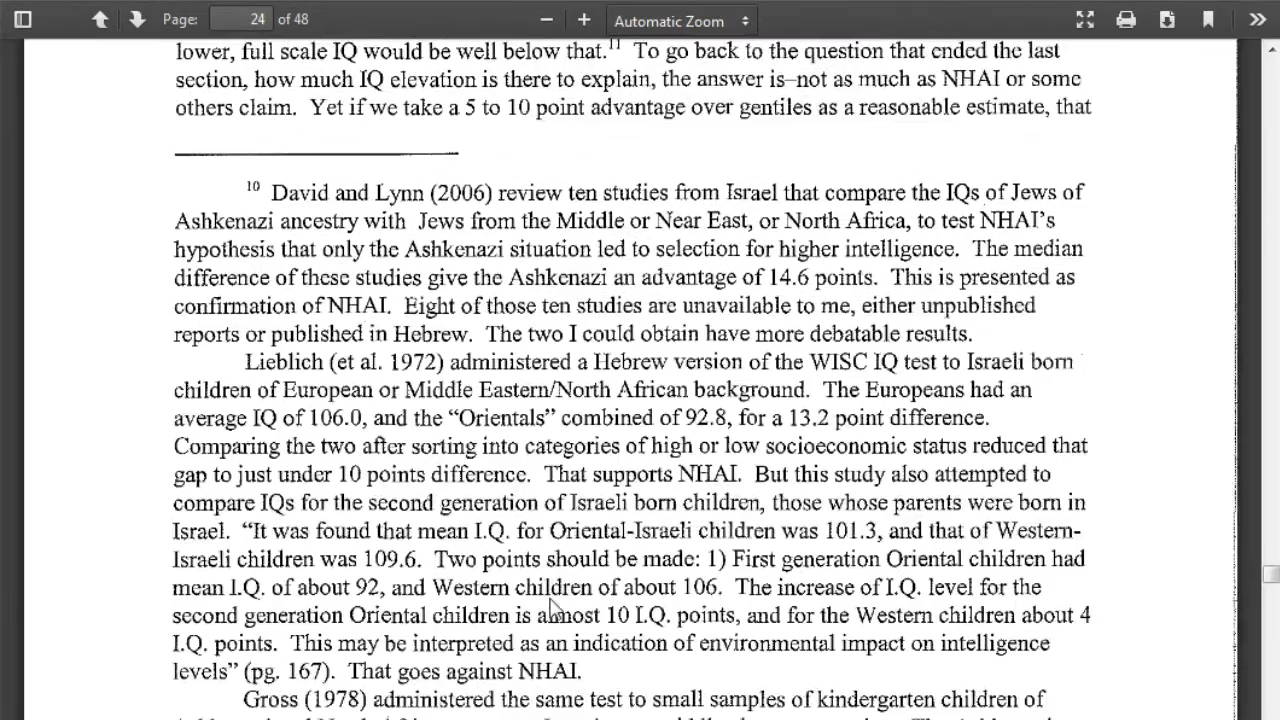 Page: 24 of 48 Automatic Zoom
lower, full scale IQ would be well below that.11 To go back to the question that ended the last
section, how much IQ elevation is there to explain, the answer is–not as much as NHAI or some
others claim. Yet if we take a 5 to 10 point advantage over gentiles as a reasonable estimate, that
10 David and Lynn (2006) review ten studies from Israel that compare the IQs of Jews of
Ashkenazi ancestry with Jews from the Middle or Near East, or North Africa, to test NHAI's
hypothesis that only the Ashkenazi situation led to selection for higher intelligence. The median
difference of these studies give the Ashkenazi an advantage of 14.6 points. This is presented as
confirmation of NHAI. Eight of those ten studies are unavailable to me, either unpublished
reports or published in Hebrew. The two I could obtain have more debatable results.
Lieblich (et al. 1972) administered a Hebrew version of the WISC IQ test to Israeli born
children of European or Middle Eastern/North African background. The Europeans had an
average IQ of 106.0, and the "Orientals" combined of 92.8, for a 13.2 point difference.
Comparing the two after sorting into categories of high or low socioeconomic status reduced that
gap to just under 10 points difference. That supports NHAI. But this study also attempted to
compare IQs for the second generation of Israeli born children, those whose parents were born in
Israel. "It was found that mean I.Q. for Oriental-Israeli children was 101.3, and that of Western-
Israeli children was 109.6. Two points should be made: 1) First generation Oriental children had
mean I.Q. of about 92, and Western children of about 106. The increase of I.Q. level for the
second generation Oriental children is almost 10 I.Q. points, and for the Western children about 4
I.Q. points. This may be interpreted as an indication of environmental impact on intelligence
levels" (pg. 167). That goes against NHAI.
Gross (1978) administered the same test to small samples of kindergarten children of